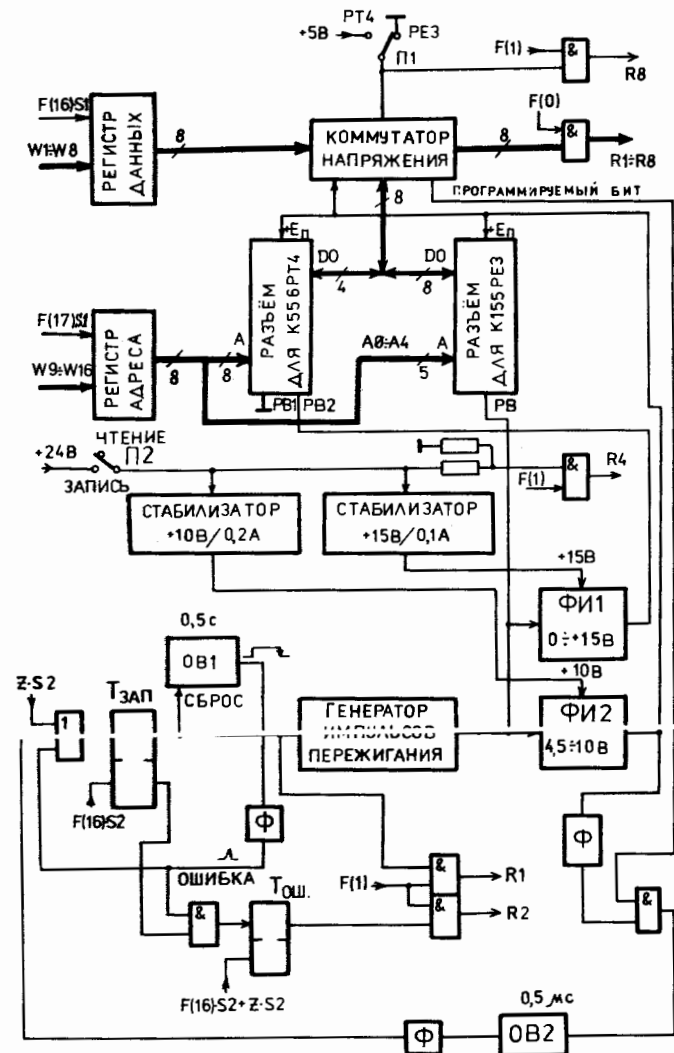 РТ4
+5В
РЕ3
П1
F(1)
&
R8
F(16)S1
W1÷W8
РЕГИСТР
ДАННЫХ
8
КОММУТАТОР
НАПРЯЖЕНИЯ
8
F(0)
&
R1÷R8
8
ПРОГРАММИРУЕМЫЙ БИТ
+Eп
+Eп
РАЗЪЁМ
ДЛЯ К556РТ4
DO
4
DO
8
РАЗЪЁМ
ДЛЯ К155РЕ3
F(17)S1
W9÷W16
РЕГИСТР
АДРЕСА
8
A
8
A0÷A4
A
5
РВ1
РВ2
РВ
+24В
ЧТЕНИЕ
П2
ЗАПИСЬ
F(1)
&
R4
СТАБИЛИЗАТОР
+10В/0,2А
СТАБИЛИЗАТОР
+15В/0,1А
+15В
ФИ1
0÷+15В
0,5с
ОВ1
СБРОС
+10В
ФИ2
4,5÷10В
Z·S2
1
Tзап
ГЕНЕРАТОР
ИМПУЛЬСОВ
ПЕРЕЖИГАНИЯ
F(16)·S2
Ф
Ф
ОШИБКА
&
Tош.
F(1)
&
R1
&
R2
&
F(16)·S2+Z·S2
0,5мс
Ф
ОВ2